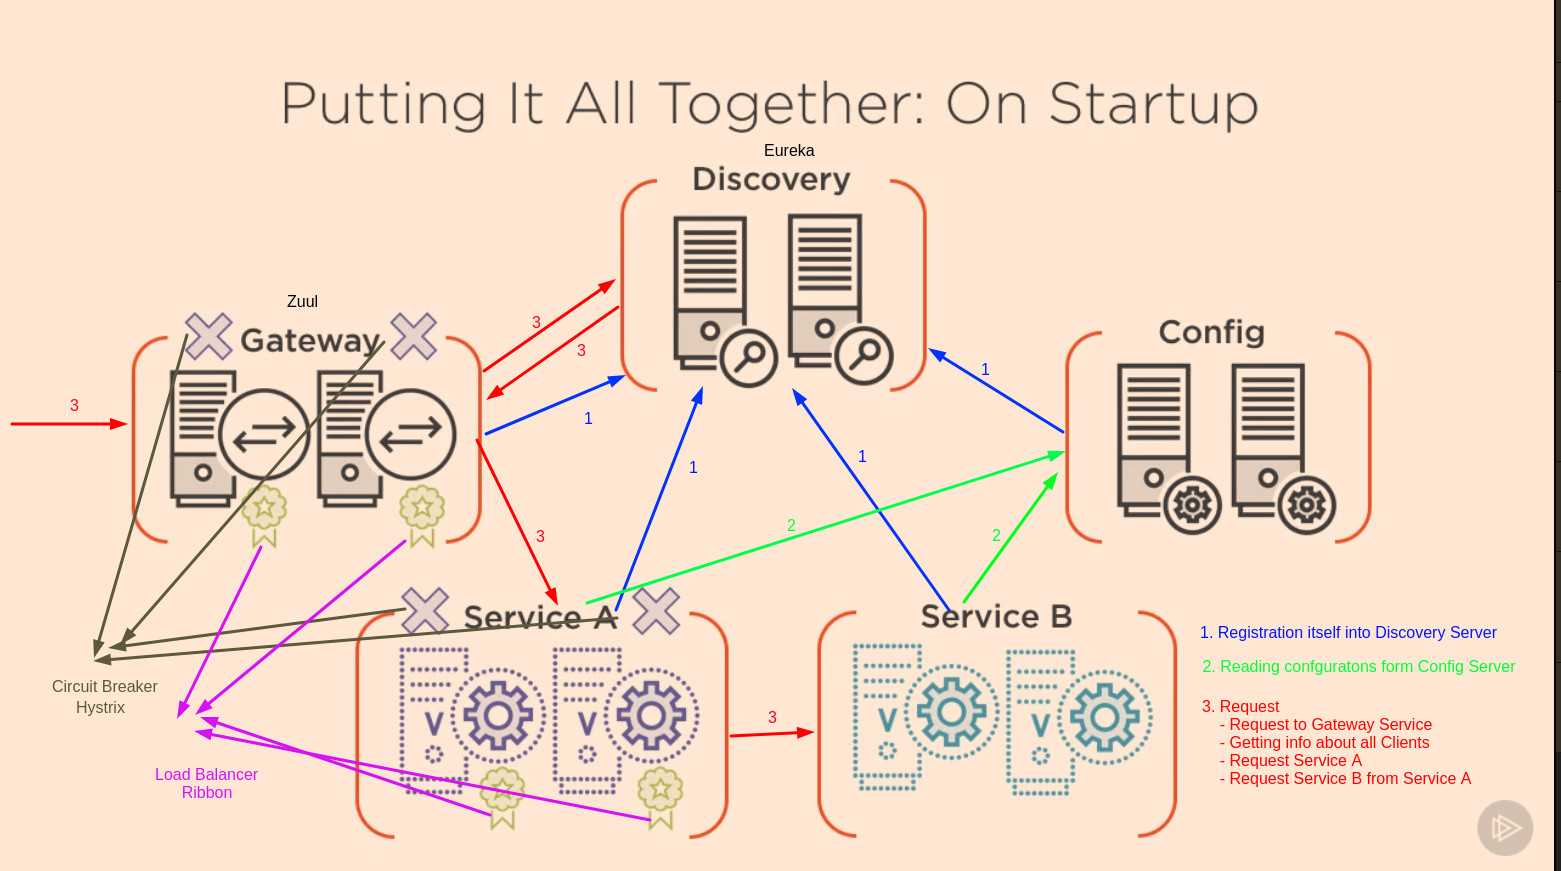 Putting It All Together: On Startup
Eureka
Discovery
Zuul
Gateway
Config
3
3
3
1
1
1
1
3
2
2
Service A
Service B
1. Registration itself into Discovery Server
2. Reading confguratons form Config Server
Circuit Breaker
Hystrix
3. Request
- Request to Gateway Service
- Getting info about all Clients
- Request Service A
- Request Service B from Service A
3
V
V
Load Balancer
Ribbon